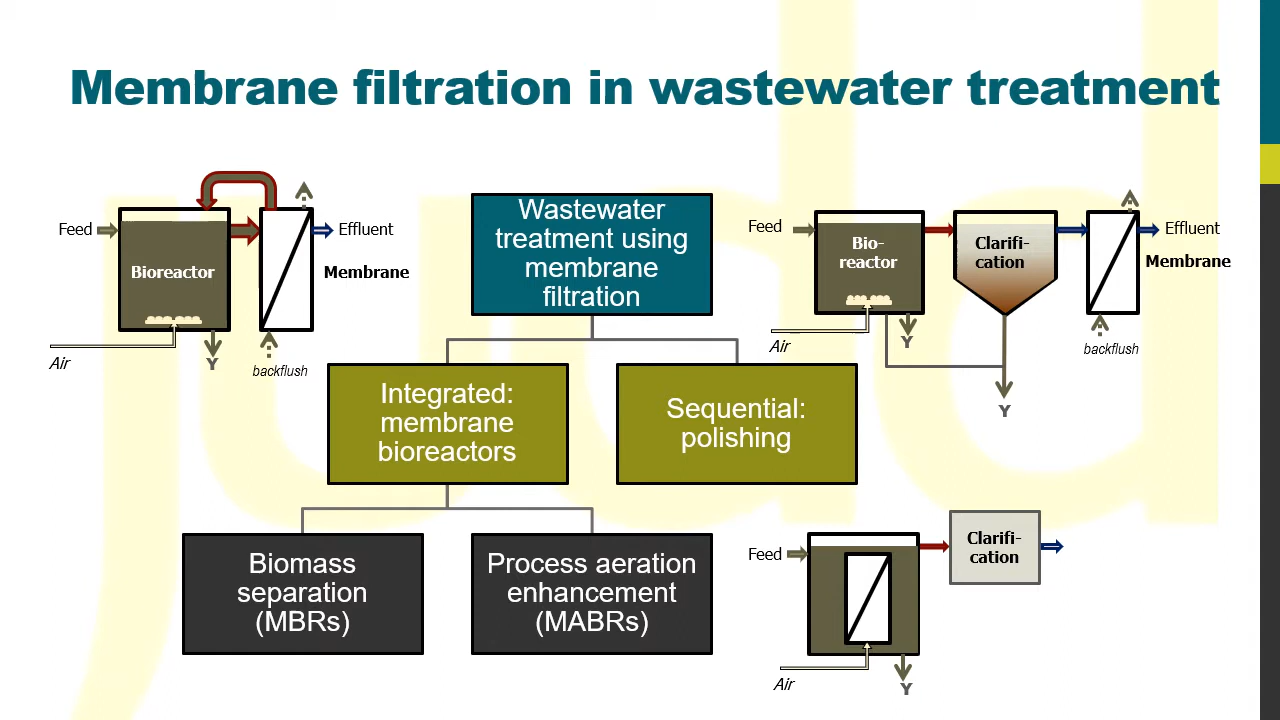 Membrane filtration in wastewater treatment
Feed
Bioreactor
Effluent
Membrane
Air
Y
backflush
Wastewater
treatment using
membrane
filtration
Integrated:
membrane
bioreactors
Sequential:
polishing
Biomass
separation
(MBRs)
Process aeration
enhancement
(MABRs)
Feed
Bio-
reactor
Clarifi-
cation
Effluent
Membrane
Air
Y
backflush
Y
Feed
Clarifi-
cation
Air
Y
judd